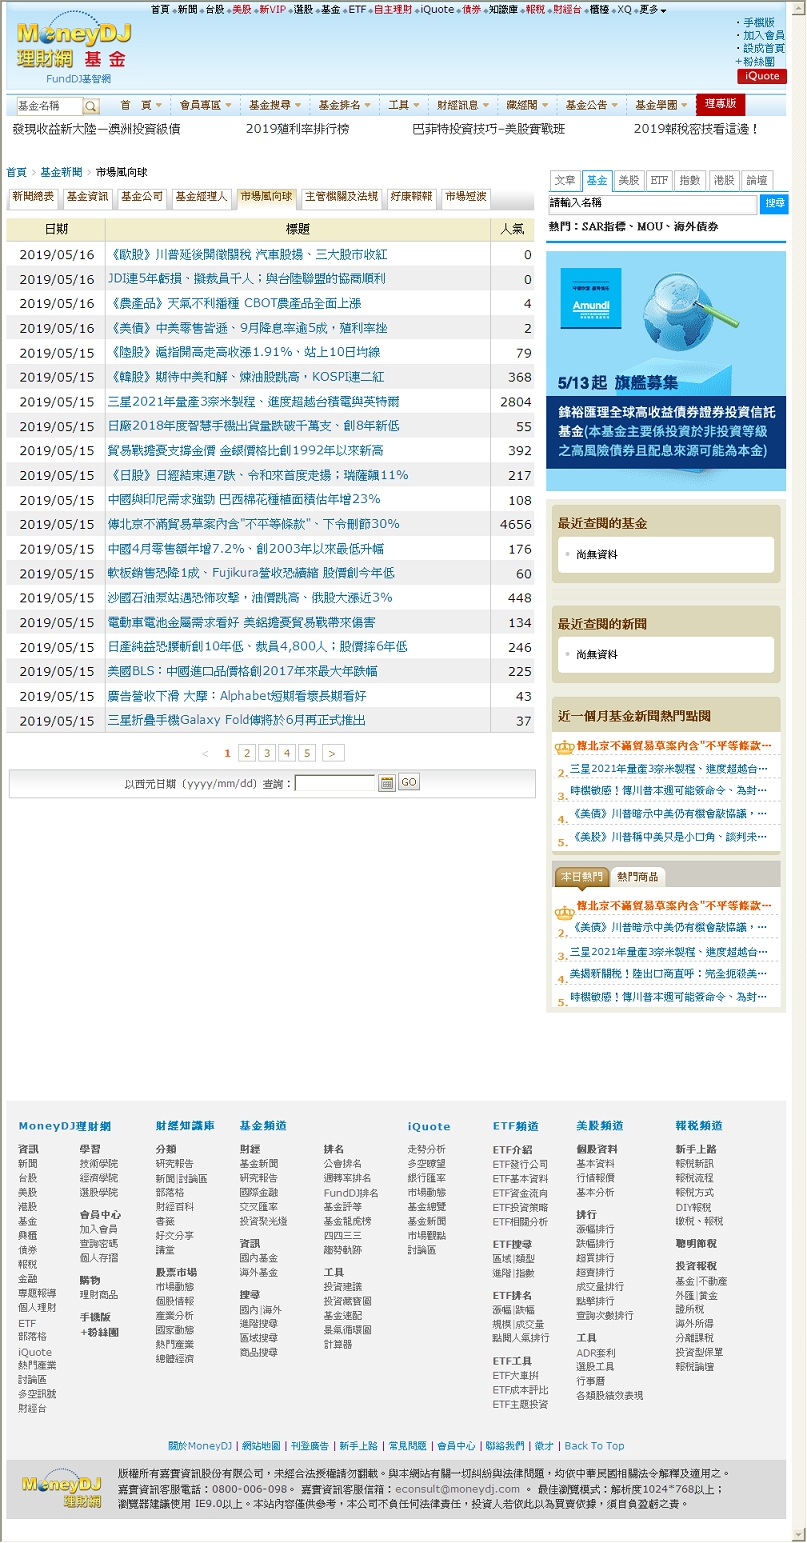 首頁 新聞 台股 美股 新VIP 選股 基金 ETF 自主理財 iQuote 債券 知識庫 報稅 財經台 櫃檯 XQ 更多
MoneyDJ
理財網 基金
FundDJ基智網
・手機版
・加入會員
・設成首頁
+粉絲團
iQuote
基金名稱
首 頁 會員專區 基金搜尋 基金排名 工具 財經訊息 藏經閣 基金公告 基金學園 理專版
發現收益新大陸—澳洲投資級債 2019殖利率排行榜 巴菲特投資技巧–美股實戰班 2019報稅密技看這邊！
首頁 > 基金新聞 > 市場風向球
新聞總表 基金資訊 基金公司 基金經理人 市場風向球 主管機關及法規 好康報報 市場短波
日期 標題 人氣
2019/05/16 《歐股》川普延後開徵關稅 汽車股揚、三大股市收紅 0
2019/05/16 JDI連5年虧損、擬裁員千人；與台陸聯盟的協商順利 0
2019/05/16 《農產品》天氣不利播種 CBOT農產品全面上漲 4
2019/05/16 《美債》中美零售皆遜、9月降息率逾5成，殖利率挫 2
2019/05/15 《陸股》滬指開高走高收漲1.91%、站上10日均線 79
2019/05/15 《韓股》期待中美和解、煉油股跳高，KOSPI連二紅 368
2019/05/15 三星2021年量產3奈米製程、進度超越台積電與英特爾 2804
2019/05/15 日廠2018年度智慧手機出貨量跌破千萬支、創8年新低 55
2019/05/15 貿易戰擔憂支撐金價 金銀價格比創1992年以來新高 392
2019/05/15 《日股》日經結束連7跌、令和來首度走揚；瑞薩飆11% 217
2019/05/15 中國與印尼需求強勁 巴西棉花種植面積估年增23% 108
2019/05/15 傳北京不滿貿易草案內含"不平等條款"、下令刪節30% 4656
2019/05/15 中國4月零售額年增7.2%、創2003年以來最低升幅 176
2019/05/15 軟板銷售恐降1成、Fujikura營收恐續縮 股價創今年低 60
2019/05/15 沙國石油泵站遇恐怖攻擊，油價跳高、俄股大漲近3% 448
2019/05/15 電動車電池金屬需求看好 美鋁擔憂貿易戰帶來傷害 134
2019/05/15 日產純益恐腰斬創10年低、裁員4,800人；股價摔6年低 246
2019/05/15 美國BLS：中國進口品價格創2017年來最大年跌幅 225
2019/05/15 廣告營收下滑 大摩：Alphabet短期看壞長期看好 43
2019/05/15 三星折疊手機Galaxy Fold傳將於6月再正式推出 37
< 1 2 3 4 5 >
以西元日期（yyyy/mm/dd）查詢： GO
文章 基金 美股 ETF 指數 港股 論壇
請輸入名稱 搜尋
熱門：SAR指標、MOU、海外債券
Amundi
5/13起 旗艦募集
鋒裕匯理全球高收益債券證券投資信託
基金(本基金主要係投資於非投資等級
之高風險債券且配息來源可能為本金)
最近查閱的基金
尚無資料
最近查閱的新聞
尚無資料
近一個月基金新聞熱門點閱
傳北京不滿貿易草案內含"不平等條款…
2. 三星2021年量產3奈米製程、進度超越台…
3. 時機敏感！傳川普本週可能簽命令、為封…
4. 《美債》川普暗示中美仍有機會敲協議，…
5. 《美股》川普稱中美只是小口角、談判未…
本日熱門 熱門商品
傳北京不滿貿易草案內含"不平等條款…
2. 《美債》川普暗示中美仍有機會敲協議，…
3. 三星2021年量產3奈米製程、進度超越台…
4. 美揚新關稅！陸出口商直呼：完全扼殺美…
5. 時機敏感！傳川普本週可能簽命令、為封…
MoneyDJ理財網
資訊
新聞
台股
美股
港股
基金
興櫃
債券
報稅
金融
專題報導
個人理財
ETF
部落格
iQuote
熱門產業
討論區
多空訊號
財經台
學習
技術學院
經濟學院
選股學院
會員中心
加入會員
查詢密碼
個人存摺
購物
理財商品
手機版
+粉絲團
財經知識庫
分類
研究報告
新聞|討論區
部落格
財經百科
書籤
好文分享
講堂
股票市場
市場動態
個股情報
產業分析
國家動態
熱門產業
總體經濟
基金頻道
財經
基金新聞
研究報告
國際金融
交叉匯率
投資聚光燈
資訊
國內基金
海外基金
搜尋
國內|海外
進階搜尋
區域搜尋
商品搜尋
排名
公會排名
週轉率排名
FundDJ排名
基金評等
基金龍虎榜
四四三三
趨勢軌跡
工具
投資建議
投資藏寶圖
基金速配
景氣循環圖
計算器
iQuote
走勢分析
多空瞭望
銀行匯率
市場動態
基金總覽
基金新聞
市場觀點
討論區
ETF頻道
ETF介紹
ETF發行公司
ETF基本資料
ETF資金流向
ETF投資策略
ETF相關分析
ETF搜尋
區域|類型
進階|指數
ETF排名
漲幅|跌幅
規模|成交量
點閱人氣排行
ETF工具
ETF大車拚
ETF成本評比
ETF主題投資
美股頻道
個股資料
基本資料
行情報價
基本分析
排行
漲幅排行
跌幅排行
超買排行
超賣排行
成交量排行
點擊排行
查詢次數排行
工具
ADR套利
選股工具
行事曆
各類股績效表現
報稅頻道
新手上路
報稅新訊
報稅流程
報稅方式
DIY報稅
繳稅、報稅
聰明節稅
投資報稅
基金|不動產
外匯|黃金
證所稅
海外所得
分離課稅
投資型保單
報稅論壇
關於MoneyDJ | 網站地圖 | 刊登廣告 | 新手上路 | 常見問題 | 會員中心 | 聯絡我們 | 徵才 | Back To Top
MoneyDJ
理財網
版權所有嘉實資訊股份有限公司，未經合法授權請勿翻載。與本網站有關一切糾紛與法律問題，均依中華民國相關法令解釋及適用之。
嘉實資訊客服電話：0800-006-098。 嘉實資訊客服信箱：econsult@moneydj.com 。 最佳瀏覽模式：解析度1024*768以上；
瀏覽器建議使用 IE9.0以上。本站內容僅供參考，本公司不負任何法律責任，投資人若依此以為買賣依據，須自負盈虧之責。